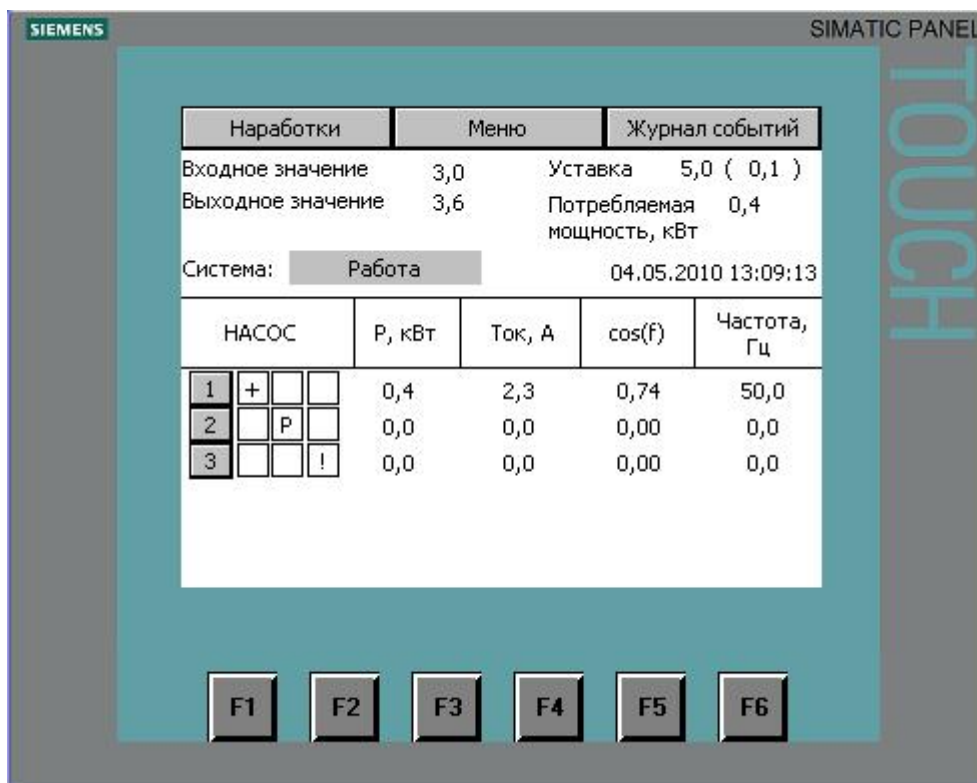 SIEMENS
SIMATIC PANEL
TOUCH
Наработки Меню Журнал событий
Входное значение 3,0 Уставка 5,0 ( 0,1 )
Выходное значение 3,6 Потребляемая 0,4
мощность, кВт
Система: Работа 04.05.2010 13:09:13
НАСОС P, кВт Ток, А cos(f) Частота,
Гц
1 + 0,4 2,3 0,74 50,0
2 P 0,0 0,0 0,00 0,0
3 ! 0,0 0,0 0,00 0,0
F1 F2 F3 F4 F5 F6